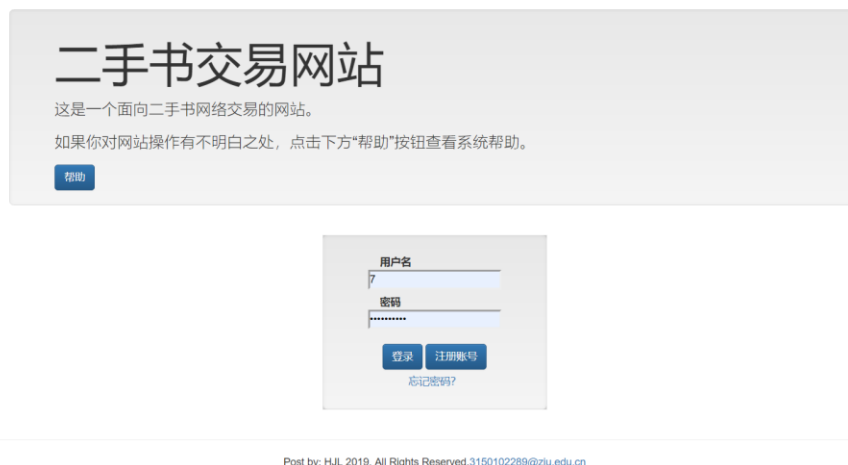 二手书交易网站
这是一个面向二手书网络交易的网站。
如果你对网站操作有不明白之处，点击下方“帮助”按钮查看系统帮助。
帮助
用户名
7
密码
••••••••••
登录 注册账号
忘记密码?
Post by: HJL 2019. All Rights Reserved.3150102289@zju.edu.cn